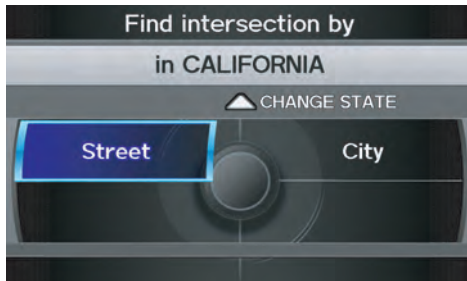 Find intersection by
in CALIFORNIA
CHANGE STATE
Street City